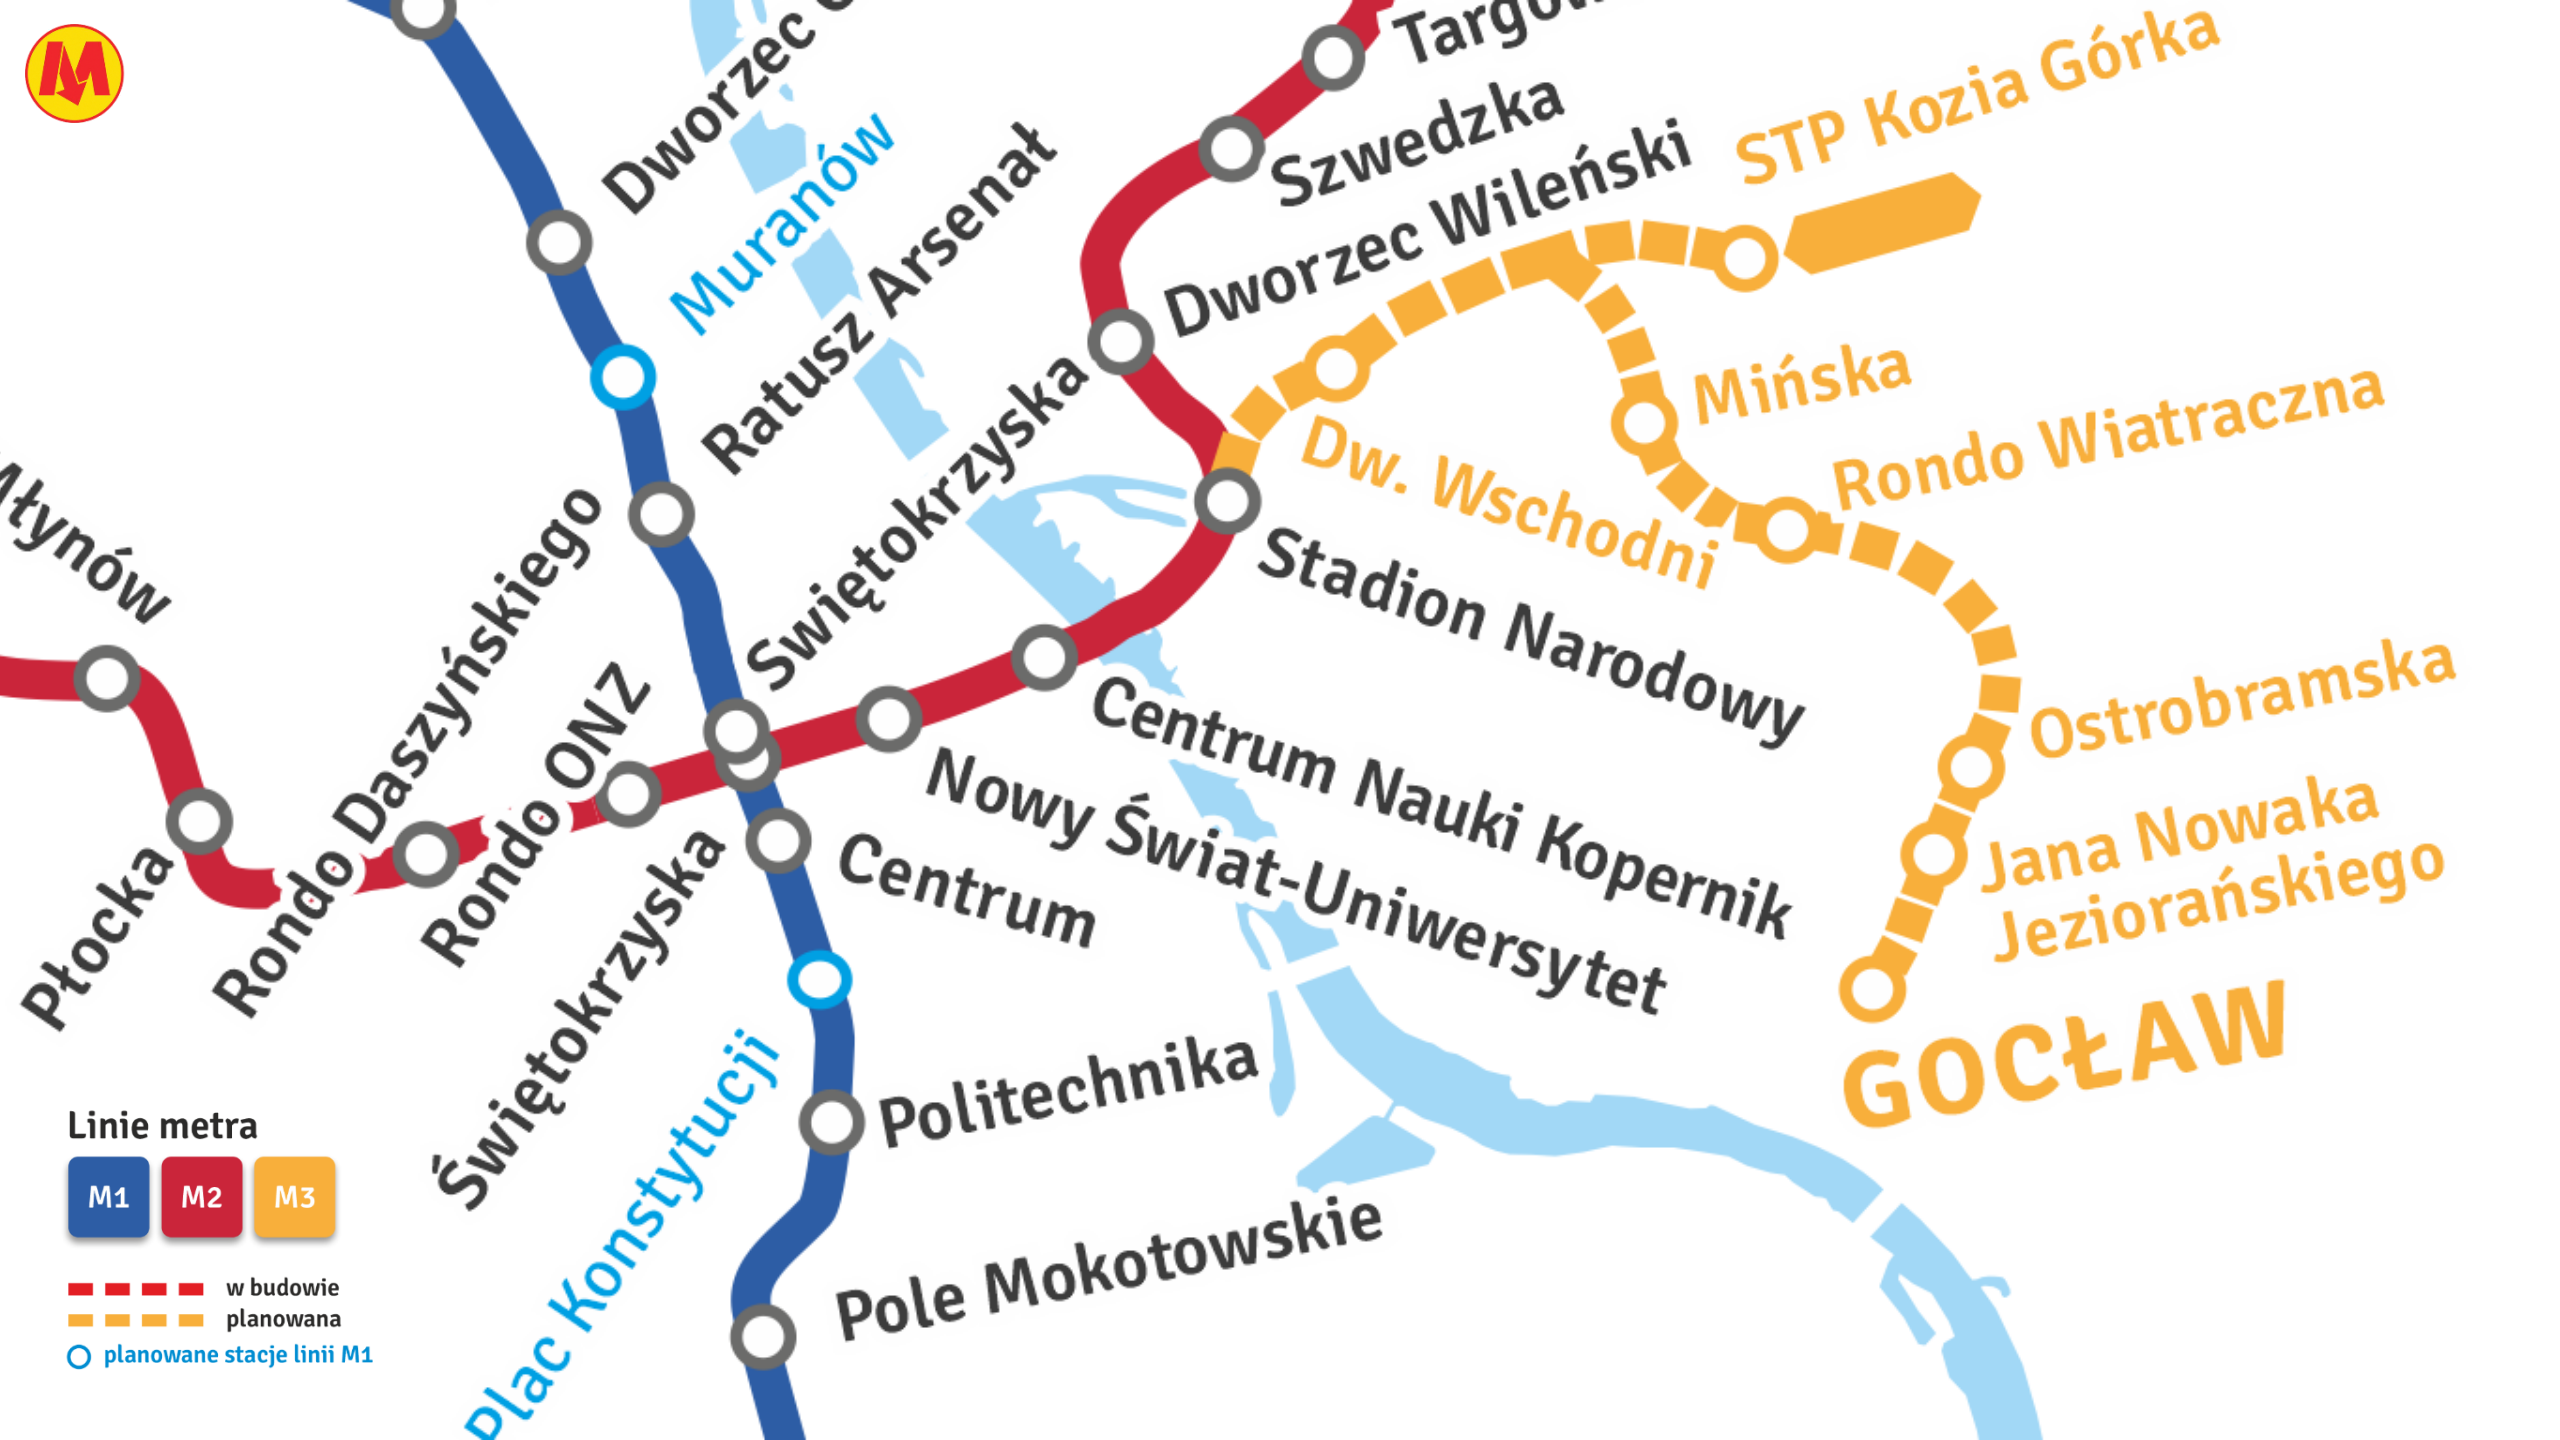 M
Dworzec
Targow
Szwedzka
STP Kozia Górka
Muranów
Dworzec Wileński
Ratusz Arsenał
Świętokrzyska
Mińska
Rondo Wiatraczna
Dw. Wschodni
Młynów
Rondo Daszyńskiego
Stadion Narodowy
Rondo ONZ
Centrum Nauki Kopernik
Ostrobramska
Nowy Świat-Uniwersytet
Jana Nowaka
Jeziorańskiego
Płocka
Centrum
Świętokrzyska
GOCŁAW
Plac Konstytucji
Politechnika
Pole Mokotowskie
Linie metra
M1 M2 M3
w budowie
planowana
planowane stacje linii M1